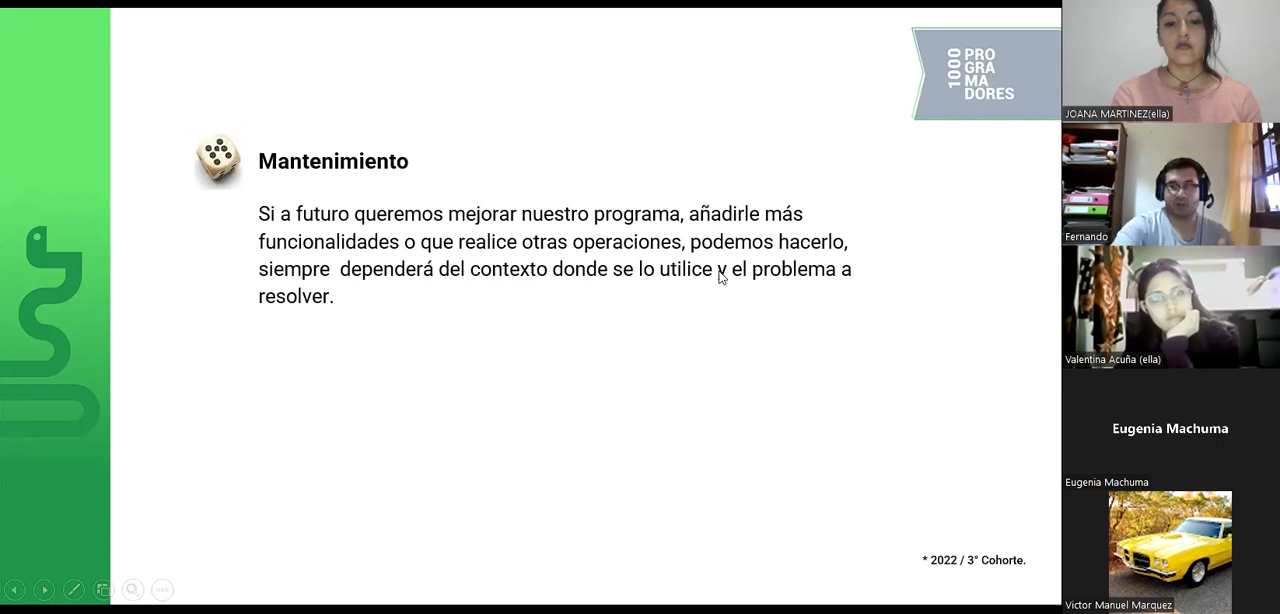 1000
PRO
GRA
MA
DORES
Mantenimiento
Si a futuro queremos mejorar nuestro programa, añadirle más
funcionalidades o que realice otras operaciones, podemos hacerlo,
siempre dependerá del contexto donde se lo utilice y el problema a
resolver.
* 2022 / 3° Cohorte.
JOANA MARTINEZ(ella)
Fernando
Valentina Acuña (ella)
Eugenia Machuma
Eugenia Machuma
Victor Manuel Marquez